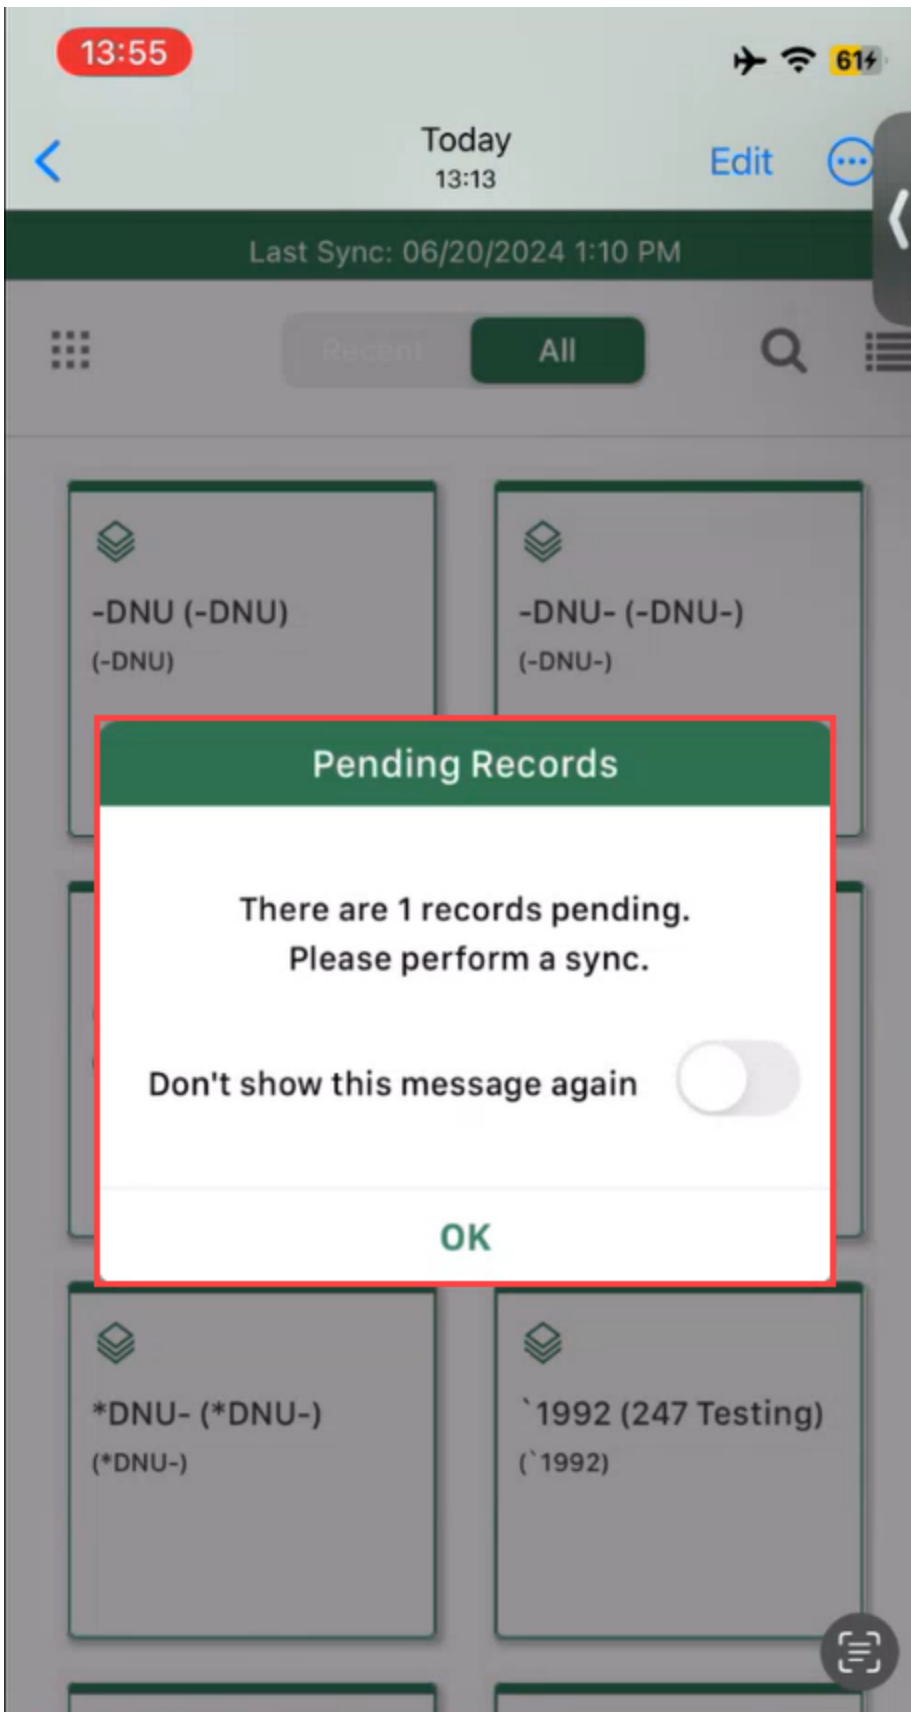 13:55
61
Today
13:13
Edit
Last Sync: 06/20/2024 1:10 PM
Recent
All
-DNU (-DNU)
(-DNU)
-DNU- (-DNU-)
(-DNU-)
Pending Records
There are 1 records pending.
Please perform a sync.
Don't show this message again
OK
*DNU- (*DNU-)
(*DNU-)
`1992 (247 Testing)
(`1992)